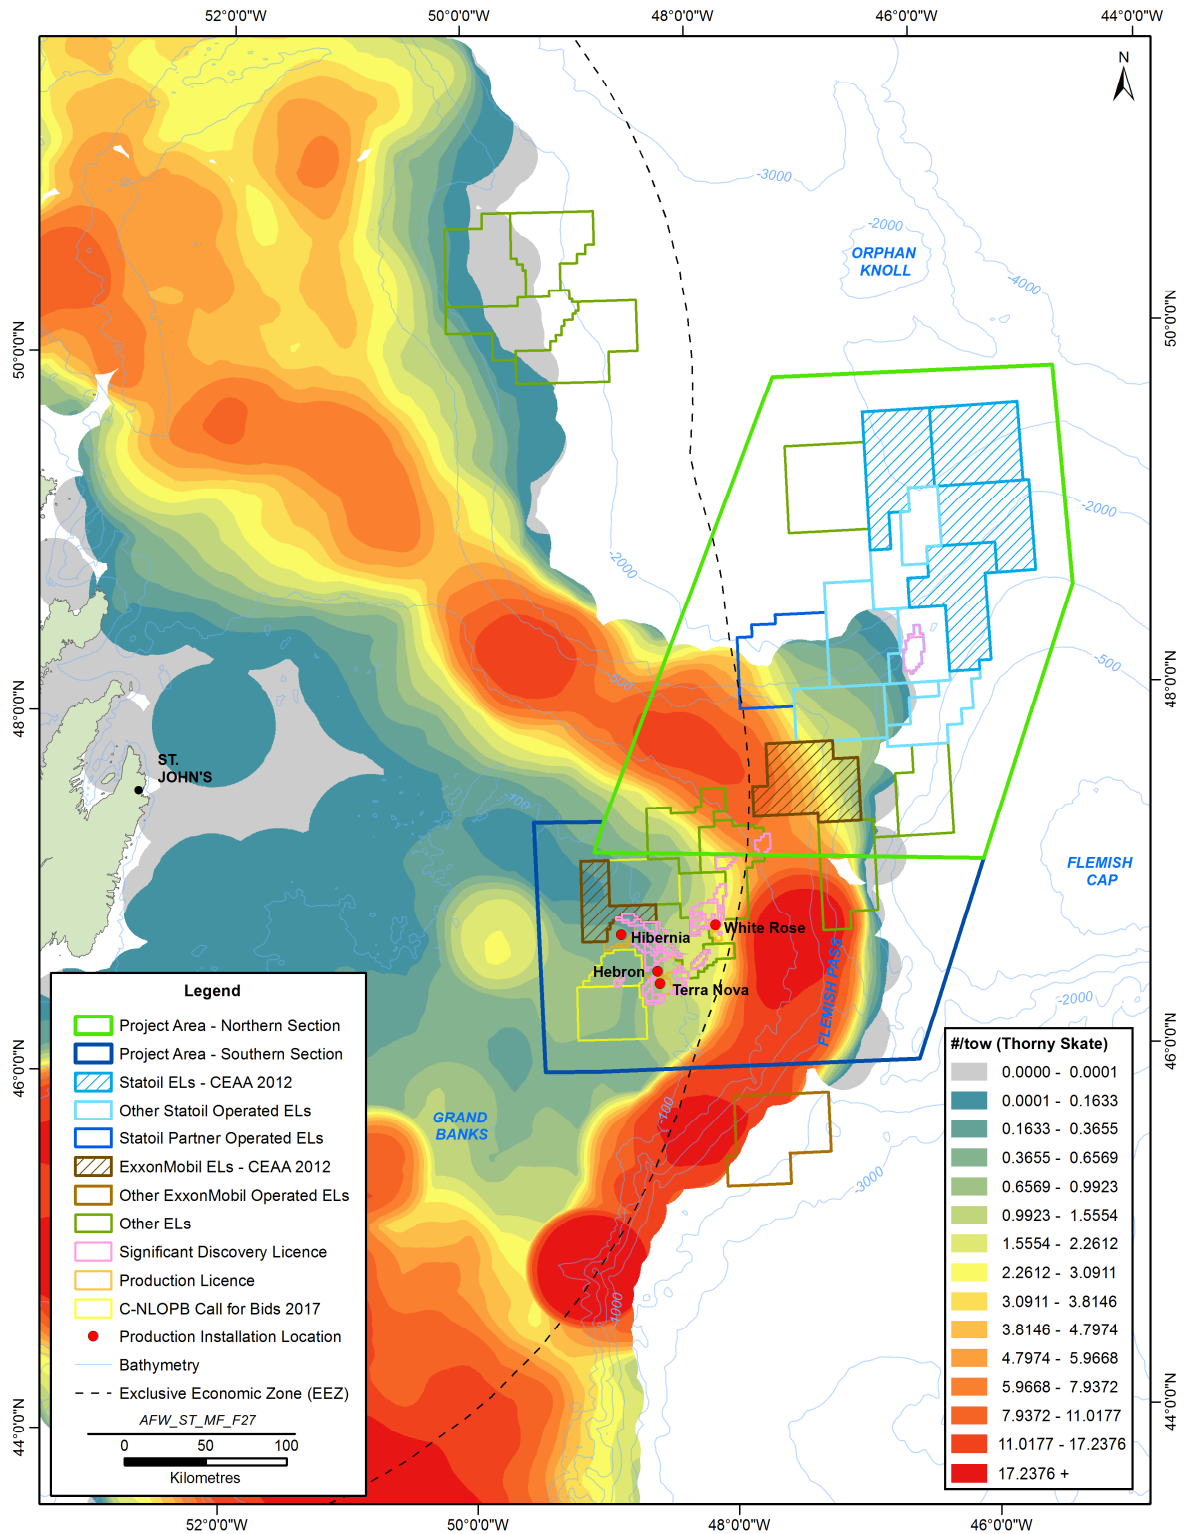 52°0'0"W
50°0'0"W
48°0'0"W
46°0'0"W
44°0'0"W
N
-3000
-2000
ORPHAN
KNOLL
-4000
50°0'0"N
50°0'0"N
-2000
-2000
-500
-500
48°0'0"N
48°0'0"N
ST.
JOHN'S
-100
FLEMISH
CAP
White Rose
Hibernia
Hebron
Terra Nova
FLEMISH PASS
-2000
46°0'0"N
46°0'0"N
GRAND
BANKS
-100
-3000
-1000
44°0'0"N
44°0'0"N
Legend
Project Area - Northern Section
Project Area - Southern Section
Statoil ELs - CEAA 2012
Other Statoil Operated ELs
Statoil Partner Operated ELs
ExxonMobil ELs - CEAA 2012
Other ExxonMobil Operated ELs
Other ELs
Significant Discovery Licence
Production Licence
C-NLOPB Call for Bids 2017
Production Installation Location
Bathymetry
Exclusive Economic Zone (EEZ)
AFW_ST_MF_F27
0 50 100
Kilometres
#/tow (Thorny Skate)
0.0000 - 0.0001
0.0001 - 0.1633
0.1633 - 0.3655
0.3655 - 0.6569
0.6569 - 0.9923
0.9923 - 1.5554
1.5554 - 2.2612
2.2612 - 3.0911
3.0911 - 3.8146
3.8146 - 4.7974
4.7974 - 5.9668
5.9668 - 7.9372
7.9372 - 11.0177
11.0177 - 17.2376
17.2376 +
52°0'0"W
50°0'0"W
48°0'0"W
46°0'0"W